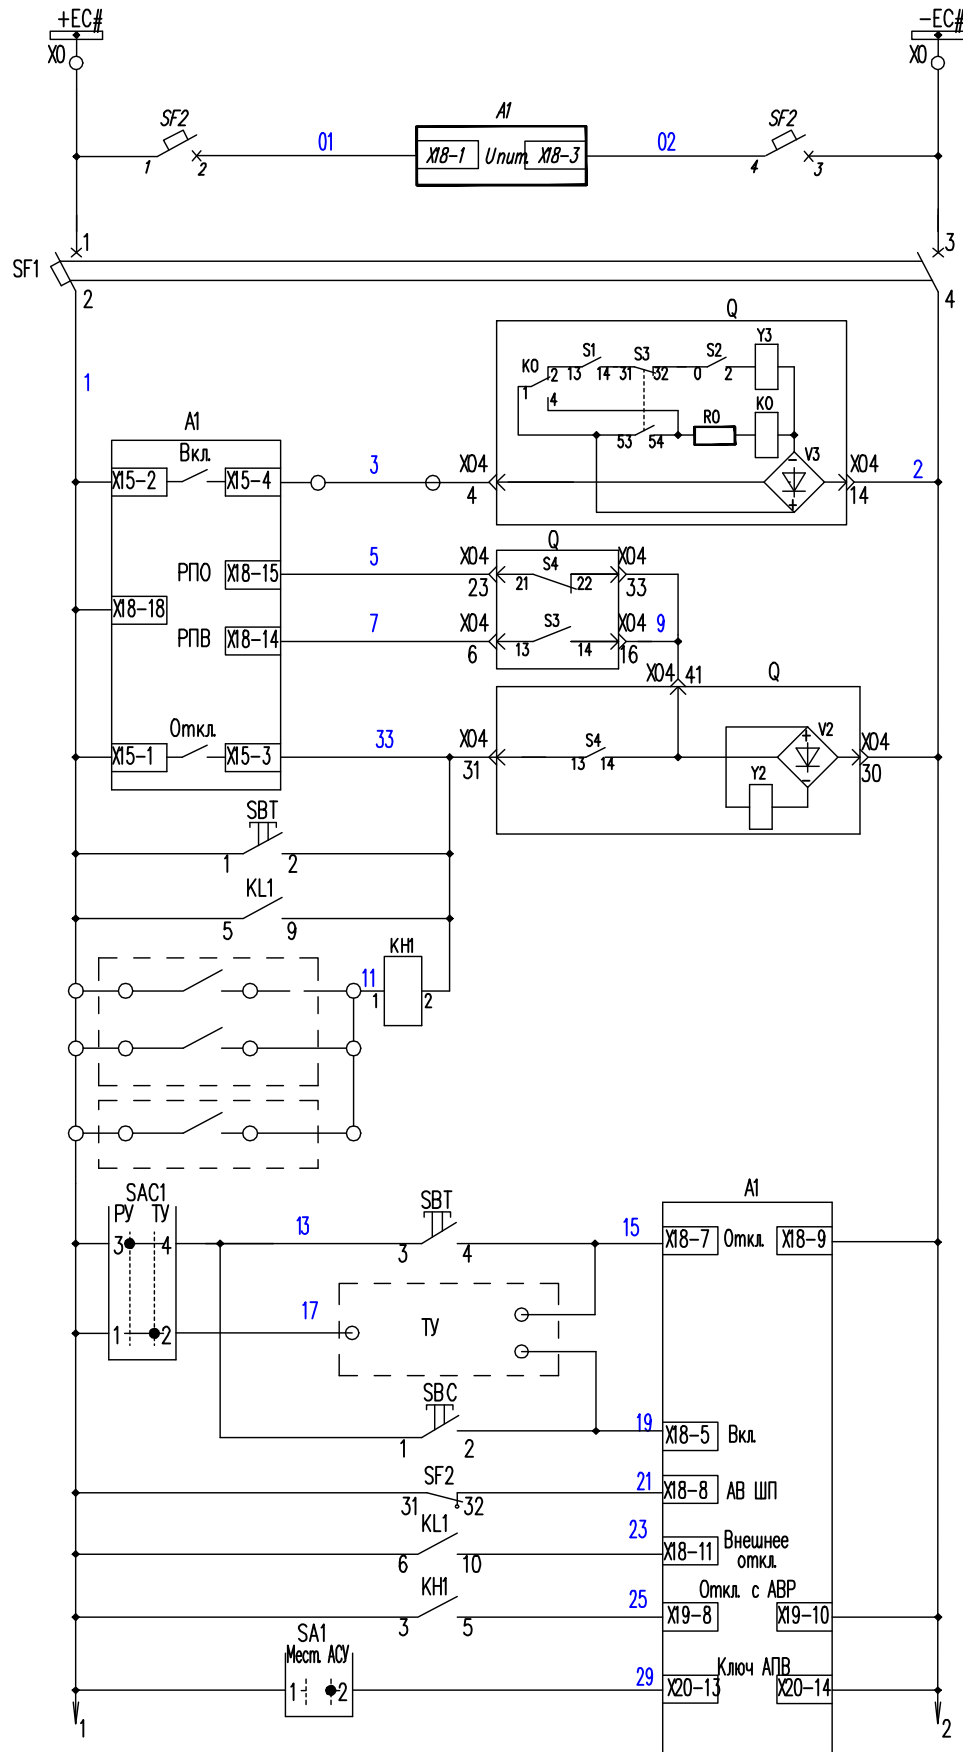 +EC# -EC#
X0 X0
SF2 01 A1 02 SF2
X18-1 Uпит. X18-3
1 2 4 3
1 3
SF1
2 4
Q
1
K0 2 S1 S3 S2 Y3
1 13 14 31 32 0 2
4 R0 K0
53 54
A1
Вкл. 3 X04 V3 X04 2
X15-2 X15-4 4 14
Q
РПО X18-15 5 X04 S4 X04
23 21 22 33
X18-18
РПВ X18-14 7 X04 S3 X04 9
6 13 14 16
X04 41 Q
Откл. 33 X04 S4 V2 X04
X15-1 X15-3 31 13 14 Y2 30
SBT
1 2
KL1
5 9
KH1
11
1 2
SAC1
РУ ТУ 13 SBT A1
3 4 3 4 15 X18-7 Откл. X18-9
17
1 2 ТУ
SBC
1 2 19 X18-5 Вкл.
SF2
31 32 21 X18-8 АВ ШП
KL1
6 10 23 X18-11 Внешнее
откл.
KH1 Откл. с АВР
3 5 25 X19-8 X19-10
SA1
Мест. АСУ Ключ АПВ
1 2 29 X20-13 X20-14
1 2